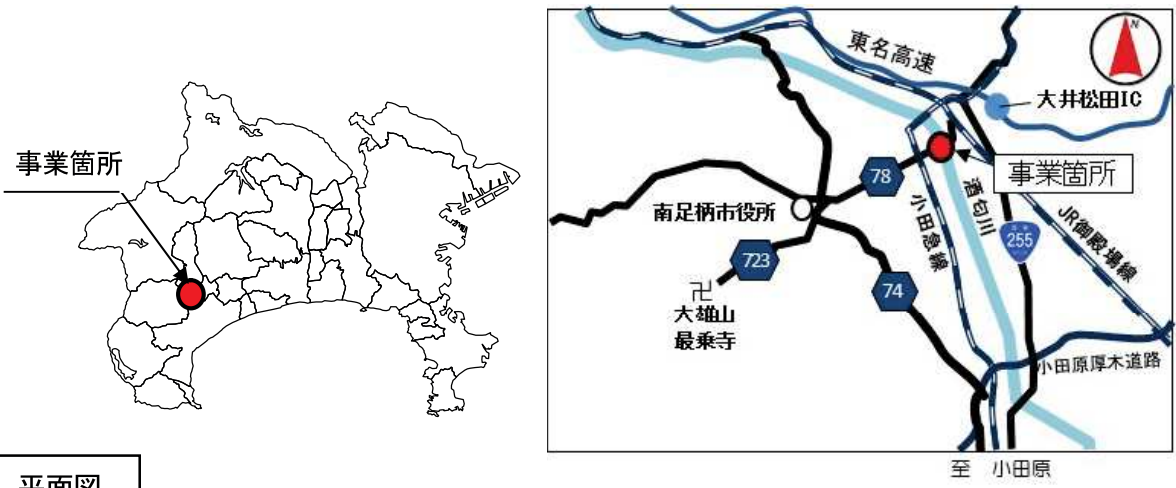 事業箇所
N
東名高速
大井松田IC
事業箇所
78
酒匂川
南足柄市役所
小田急線
255
JR御殿場線
723
74
卍
大雄山
最乗寺
小田原厚木道路
至 小田原
平面図